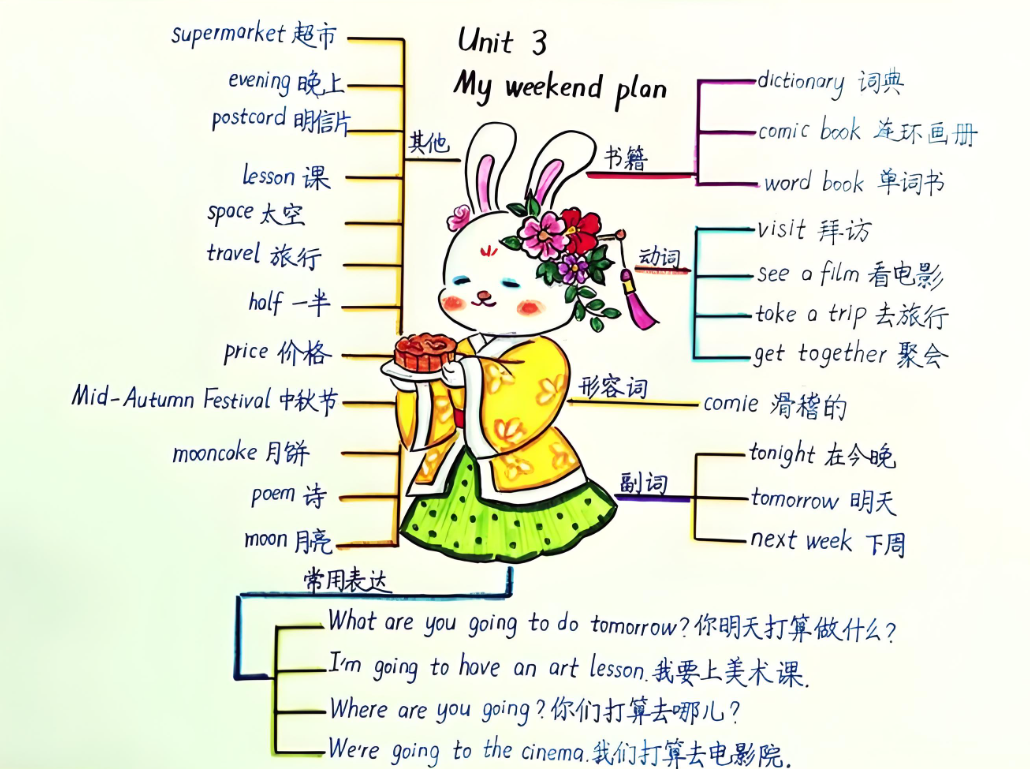 Unit 3
My weekend plan
其他
supermarket 超市
evening 晚上
postcard 明信片
lesson 课
space 太空
travel 旅行
half 一半
price 价格
Mid-Autumn Festival 中秋节
mooncake 月饼
poem 诗
moon 月亮
书籍
dictionary 词典
comic book 连环画册
word book 单词书
动词
visit 拜访
see a film 看电影
take a trip 去旅行
get together 聚会
形容词
comie 滑稽的
副词
tonight 在今晚
tomorrow 明天
next week 下周
常用表达
What are you going to do tomorrow? 你明天打算做什么?
I'm going to have an art lesson. 我要上美术课.
Where are you going? 你们打算去哪儿?
We're going to the cinema. 我们打算去电影院.